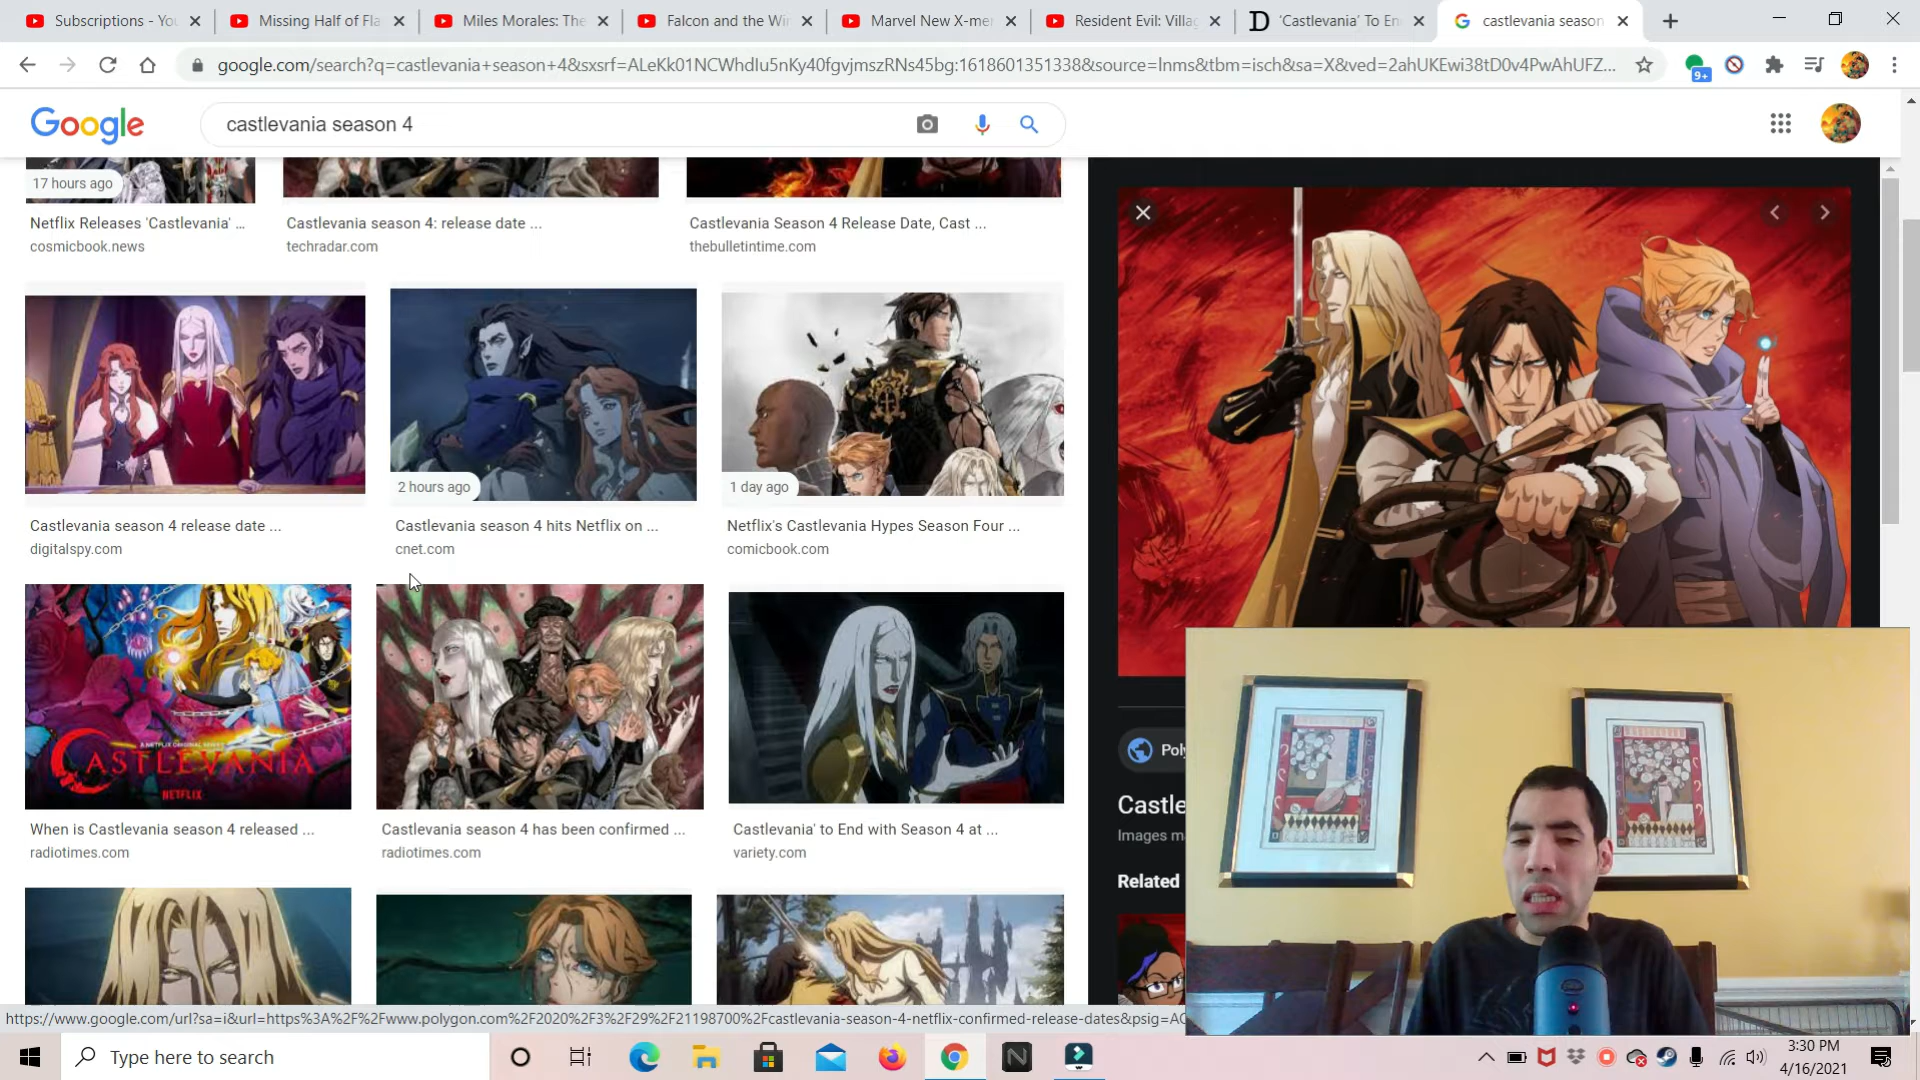 Subscriptions - Yo
Missing Half of Fla
Miles Morales: The
Falcon and the Wi
Marvel New X-me
Resident Evil: Villa
'Castlevania' To En
castlevania season
google.com/search?q=castlevania+season+4&sxsrf=ALeKk01NCWhdIu5nKy40fgvjmszRNs45bg:1618601351338&source=lnms&tbm=isch&sa=X&ved=2ahUKEwi38tD0v4PwAhUFZ...
9+
Google
castlevania season 4
17 hours ago
Netflix Releases 'Castlevania' ...
cosmicbook.news
Castlevania season 4: release date ...
techradar.com
Castlevania Season 4 Release Date, Cast ...
thebulletintime.com
2 hours ago
1 day ago
Castlevania season 4 release date ...
digitalspy.com
Castlevania season 4 hits Netflix on ...
cnet.com
Netflix's Castlevania Hypes Season Four ...
comicbook.com
A NETFLIX ORIGINAL SERIES
CASTLEVANIA
NETFLIX
When is Castlevania season 4 released ...
radiotimes.com
Castlevania season 4 has been confirmed ...
radiotimes.com
Castlevania' to End with Season 4 at ...
variety.com
Pol
Castle
Images m
Related
https://www.google.com/url?sa=i&url=https%3A%2F%2Fwww.polygon.com%2F2020%2F3%2F29%2F21198700%2Fcastlevania-season-4-netflix-confirmed-release-dates&psig=AO
Type here to search
3:30 PM
4/16/2021